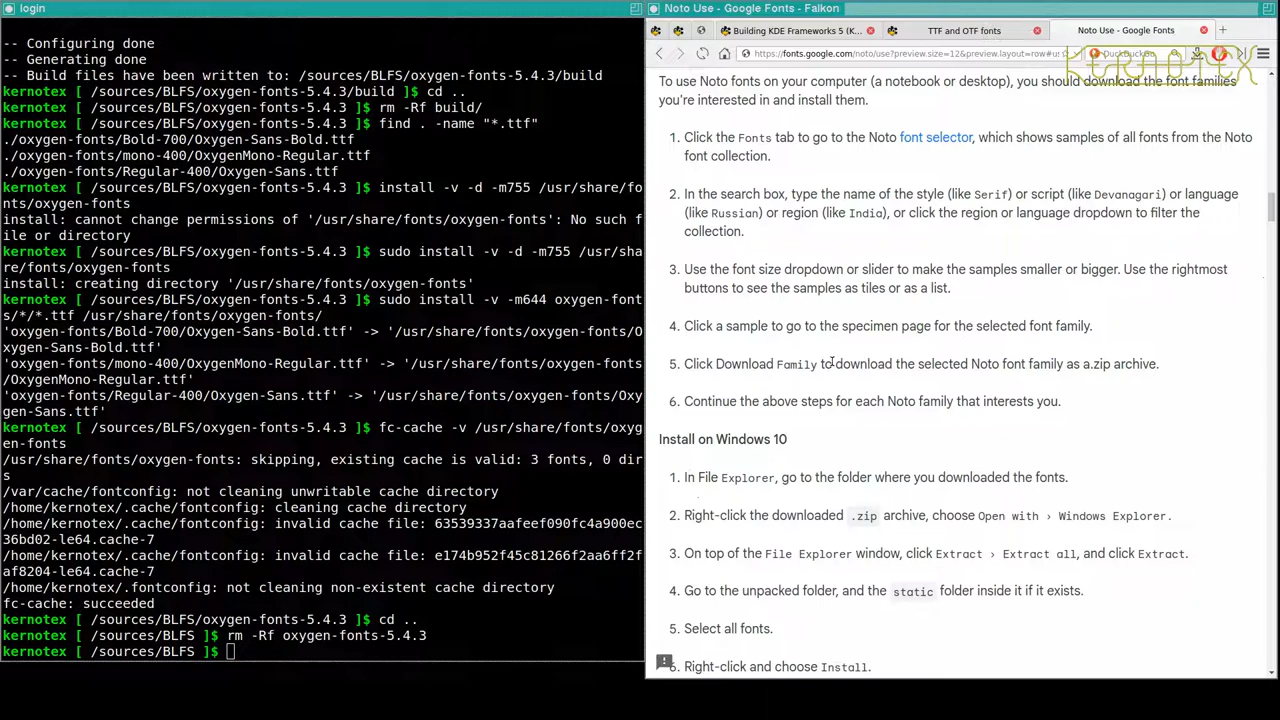 login
-- Configuring done
-- Generating done
-- Build files have been written to: /sources/BLFS/oxygen-fonts-5.4.3/build
kernotex [ /sources/BLFS/oxygen-fonts-5.4.3/build ]$ cd ..
kernotex [ /sources/BLFS/oxygen-fonts-5.4.3 ]$ rm -Rf build/
kernotex [ /sources/BLFS/oxygen-fonts-5.4.3 ]$ find . -name "*.ttf"
./oxygen-fonts/Bold-700/Oxygen-Sans-Bold.ttf
./oxygen-fonts/mono-400/OxygenMono-Regular.ttf
./oxygen-fonts/Regular-400/Oxygen-Sans.ttf
kernotex [ /sources/BLFS/oxygen-fonts-5.4.3 ]$ install -v -d -m755 /usr/share/fo
nts/oxygen-fonts
install: cannot change permissions of '/usr/share/fonts/oxygen-fonts': No such f
ile or directory
kernotex [ /sources/BLFS/oxygen-fonts-5.4.3 ]$ sudo install -v -d -m755 /usr/sha
re/fonts/oxygen-fonts
install: creating directory '/usr/share/fonts/oxygen-fonts'
kernotex [ /sources/BLFS/oxygen-fonts-5.4.3 ]$ sudo install -v -m644 oxygen-font
s/*/*.ttf /usr/share/fonts/oxygen-fonts/
'oxygen-fonts/Bold-700/Oxygen-Sans-Bold.ttf' -> '/usr/share/fonts/oxygen-fonts/O
xygen-Sans-Bold.ttf'
'oxygen-fonts/mono-400/OxygenMono-Regular.ttf' -> '/usr/share/fonts/oxygen-fonts
/OxygenMono-Regular.ttf'
'oxygen-fonts/Regular-400/Oxygen-Sans.ttf' -> '/usr/share/fonts/oxygen-fonts/Oxy
gen-Sans.ttf'
kernotex [ /sources/BLFS/oxygen-fonts-5.4.3 ]$ fc-cache -v /usr/share/fonts/oxyg
en-fonts
/usr/share/fonts/oxygen-fonts: skipping, existing cache is valid: 3 fonts, 0 dir
s
/var/cache/fontconfig: not cleaning unwritable cache directory
/home/kernotex/.cache/fontconfig: cleaning cache directory
/home/kernotex/.cache/fontconfig: invalid cache file: 63539337aafeef090fc4a900ec
36bd02-le64.cache-7
/home/kernotex/.cache/fontconfig: invalid cache file: e174b952f45c81266f2aa6ff2f
af8204-le64.cache-7
/home/kernotex/.fontconfig: not cleaning non-existent cache directory
fc-cache: succeeded
kernotex [ /sources/BLFS/oxygen-fonts-5.4.3 ]$ cd ..
kernotex [ /sources/BLFS ]$ rm -Rf oxygen-fonts-5.4.3
kernotex [ /sources/BLFS ]$
Noto Use - Google Fonts - Falkon
Building KDE Frameworks 5 (K... TTF and OTF fonts Noto Use - Google Fonts
https://fonts.google.com/noto/use?preview.size=12&preview.layout=row#u
KERNOTEX
To use Noto fonts on your computer (a notebook or desktop), you should download the font families
you're interested in and install them.
1. Click the Fonts tab to go to the Noto font selector, which shows samples of all fonts from the Noto
font collection.
2. In the search box, type the name of the style (like Serif) or script (like Devanagari) or language
(like Russian) or region (like India), or click the region or language dropdown to filter the
collection.
3. Use the font size dropdown or slider to make the samples smaller or bigger. Use the rightmost
buttons to see the samples as tiles or as a list.
4. Click a sample to go to the specimen page for the selected font family.
5. Click Download Family to download the selected Noto font family as a.zip archive.
6. Continue the above steps for each Noto family that interests you.
Install on Windows 10
1. In File Explorer, go to the folder where you downloaded the fonts.
2. Right-click the downloaded .zip archive, choose Open with › Windows Explorer.
3. On top of the File Explorer window, click Extract › Extract all, and click Extract.
4. Go to the unpacked folder, and the static folder inside it if it exists.
5. Select all fonts.
6. Right-click and choose Install.